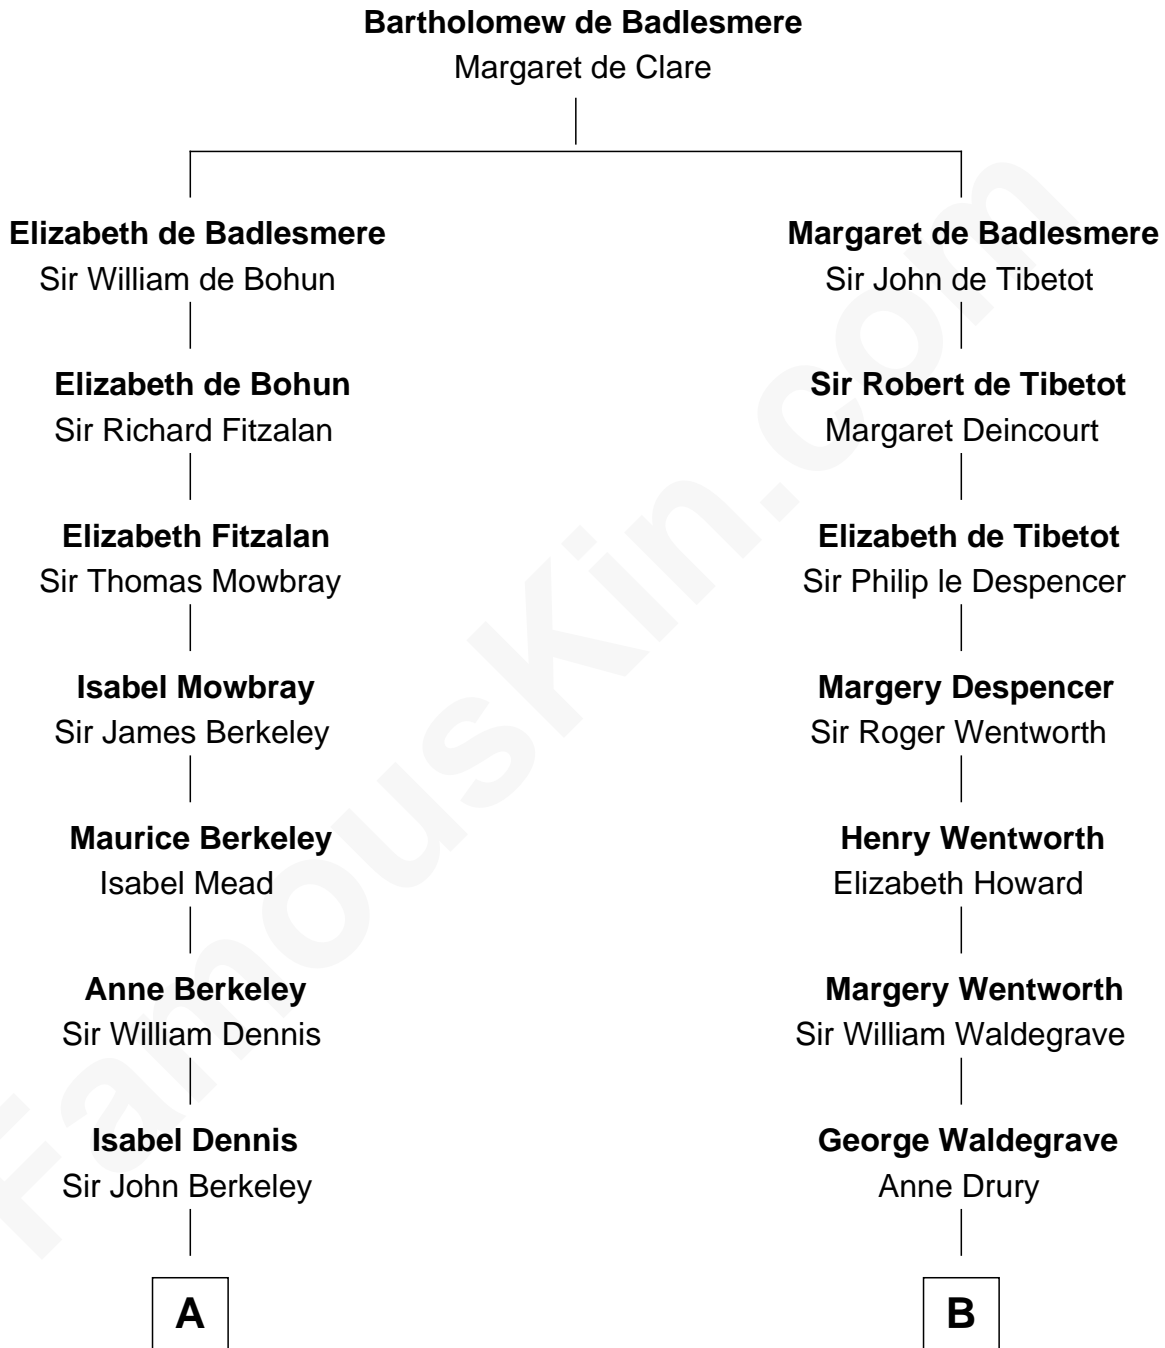 Bartholomew de Badlesmere
Margaret de Clare
Elizabeth de Badlesmere
Sir William de Bohun
Margaret de Badlesmere
Sir John de Tibetot
Elizabeth de Bohun
Sir Richard Fitzalan
Sir Robert de Tibetot
Margaret Deincourt
Elizabeth Fitzalan
Sir Thomas Mowbray
Elizabeth de Tibetot
Sir Philip le Despencer
Isabel Mowbray
Sir James Berkeley
Margery Despencer
Sir Roger Wentworth
Maurice Berkeley
Isabel Mead
Henry Wentworth
Elizabeth Howard
Anne Berkeley
Sir William Dennis
Margery Wentworth
Sir William Waldegrave
Isabel Dennis
Sir John Berkeley
George Waldegrave
Anne Drury
A
B
FamousKin.com